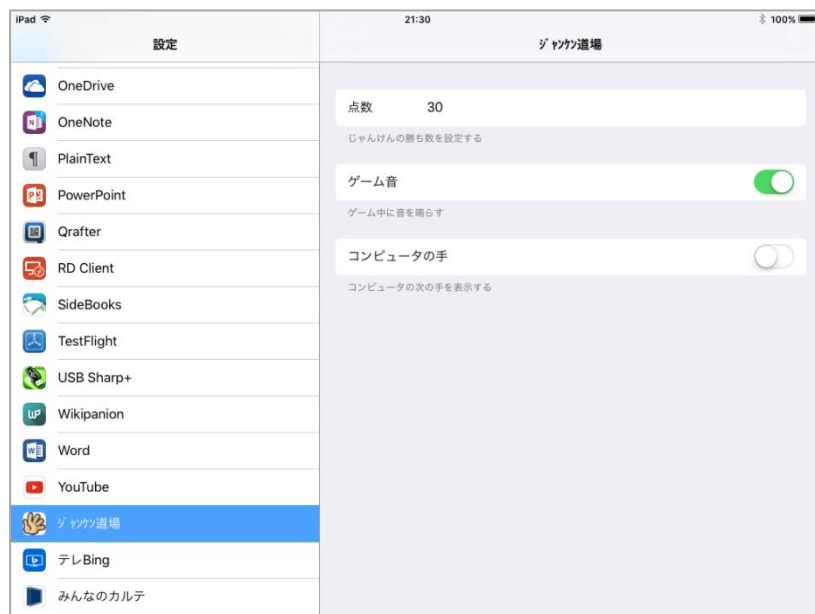 iPad 21:30 100%
設定
ｼﾞｬﾝｹﾝ道場
OneDrive
OneNote
PlainText
PowerPoint
Qrafter
RD Client
SideBooks
TestFlight
USB Sharp+
Wikipanion
Word
YouTube
ｼﾞｬﾝｹﾝ道場
テレBing
みんなのカルテ
点数 30
じゃんけんの勝ち数を設定する
ゲーム音
ゲーム中に音を鳴らす
コンピュータの手
コンピュータの次の手を表示する